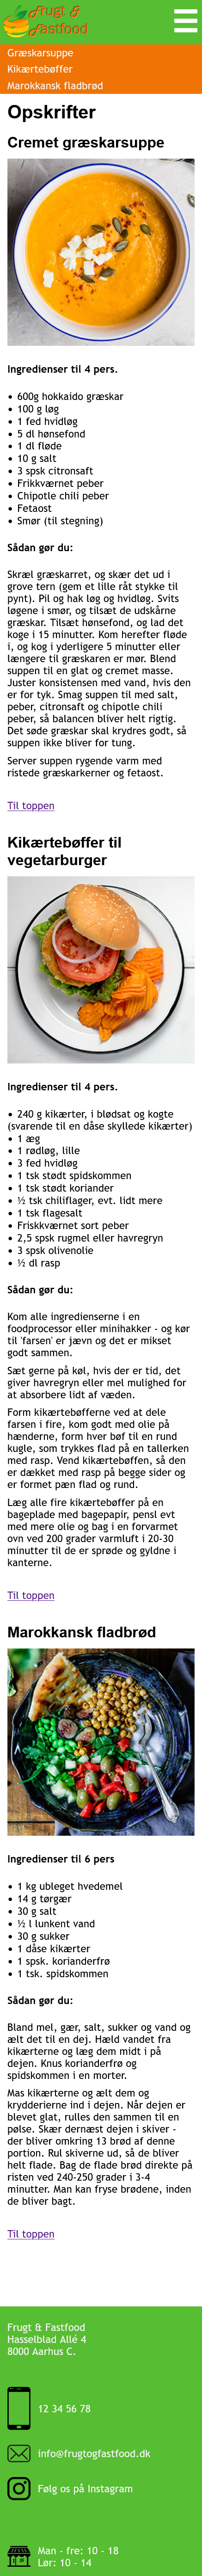 Frugt &
Fastfood
Græskarsuppe
Kikærtebøffer
Marokkansk fladbrød
Opskrifter
Cremet græskarsuppe
Ingredienser til 4 pers.
• 600g hokkaido græskar
• 100 g løg
• 1 fed hvidløg
• 5 dl hønsefond
• 1 dl fløde
• 10 g salt
• 3 spsk citronsaft
• Frikkværnet peber
• Chipotle chili peber
• Fetaost
• Smør (til stegning)
Sådan gør du:
Skræl græskarret, og skær det ud i
grove tern (gem et lille råt stykke til
pynt). Pil og hak løg og hvidløg. Svits
løgene i smør, og tilsæt de udskårne
græskar. Tilsæt hønsefond, og lad det
koge i 15 minutter. Kom herefter fløde
i, og kog i yderligere 5 minutter eller
længere til græskaren er mør. Blend
suppen til en glat og cremet masse.
Juster konsistensen med vand, hvis den
er for tyk. Smag suppen til med salt,
peber, citronsaft og chipotle chili
peber, så balancen bliver helt rigtig.
Det søde græskar skal krydres godt, så
suppen ikke bliver for tung.
Server suppen rygende varm med
ristede græskarkerner og fetaost.
Til toppen
Kikærtebøffer til
vegetarburger
Ingredienser til 4 pers.
• 240 g kikærter, i blødsat og kogte
(svarende til en dåse skyllede kikærter)
• 1 æg
• 1 rødløg, lille
• 3 fed hvidløg
• 1 tsk stødt spidskommen
• 1 tsk stødt koriander
• ½ tsk chiliflager, evt. lidt mere
• 1 tsk flagesalt
• Friskkværnet sort peber
• 2,5 spsk rugmel eller havregryn
• 3 spsk olivenolie
• ½ dl rasp
Sådan gør du:
Kom alle ingredienserne i en
foodprocessor eller minihakker - og kør
til 'farsen' er jævn og det er mikset
godt sammen.
Sæt gerne på køl, hvis der er tid, det
giver havregryn eller mel mulighed for
at absorbere lidt af væden.
Form kikærtebøfferne ved at dele
farsen i fire, kom godt med olie på
hænderne, form hver bøf til en rund
kugle, som trykkes flad på en tallerken
med rasp. Vend kikærtebøffen, så den
er dækket med rasp på begge sider og
er formet pæn flad og rund.
Læg alle fire kikærtebøffer på en
bageplade med bagepapir, pensl evt
med mere olie og bag i en forvarmet
ovn ved 200 grader varmluft i 20-30
minutter til de er sprøde og gyldne i
kanterne.
Til toppen
Marokkansk fladbrød
Ingredienser til 6 pers
• 1 kg ubleget hvedemel
• 14 g tørgær
• 30 g salt
• ½ l lunkent vand
• 30 g sukker
• 1 dåse kikærter
• 1 spsk. korianderfrø
• 1 tsk. spidskommen
Sådan gør du:
Bland mel, gær, salt, sukker og vand og
ælt det til en dej. Hæld vandet fra
kikærterne og læg dem midt i på
dejen. Knus korianderfrø og
spidskommen i en morter.
Mas kikærterne og ælt dem og
krydderierne ind i dejen. Når dejen er
blevet glat, rulles den sammen til en
pølse. Skær dernæst dejen i skiver -
der bliver omkring 13 brød af denne
portion. Rul skiverne ud, så de bliver
helt flade. Bag de flade brød direkte på
risten ved 240-250 grader i 3-4
minutter. Man kan fryse brødene, inden
de bliver bagt.
Til toppen
Frugt & Fastfood
Hasselblad Allé 4
8000 Aarhus C.
12 34 56 78
info@frugtogfastfood.dk
Følg os på Instagram
Man - fre: 10 - 18
Lør: 10 - 14